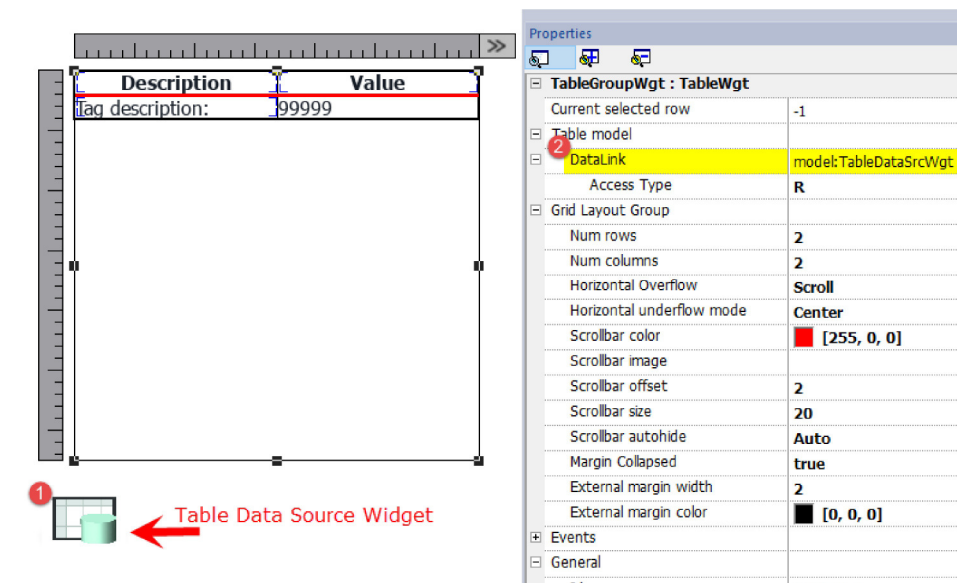 Description Value
Tag description: 99999
1
Table Data Source Widget
Properties
TableGroupWgt : TableWgt
Current selected row -1
Table model
2
DataLink model:TableDataSrcWgt
Access Type R
Grid Layout Group
Num rows 2
Num columns 2
Horizontal Overflow Scroll
Horizontal underflow mode Center
Scrollbar color [255, 0, 0]
Scrollbar image
Scrollbar offset 2
Scrollbar size 20
Scrollbar autohide Auto
Margin Collapsed true
External margin width 2
External margin color [0, 0, 0]
Events
General